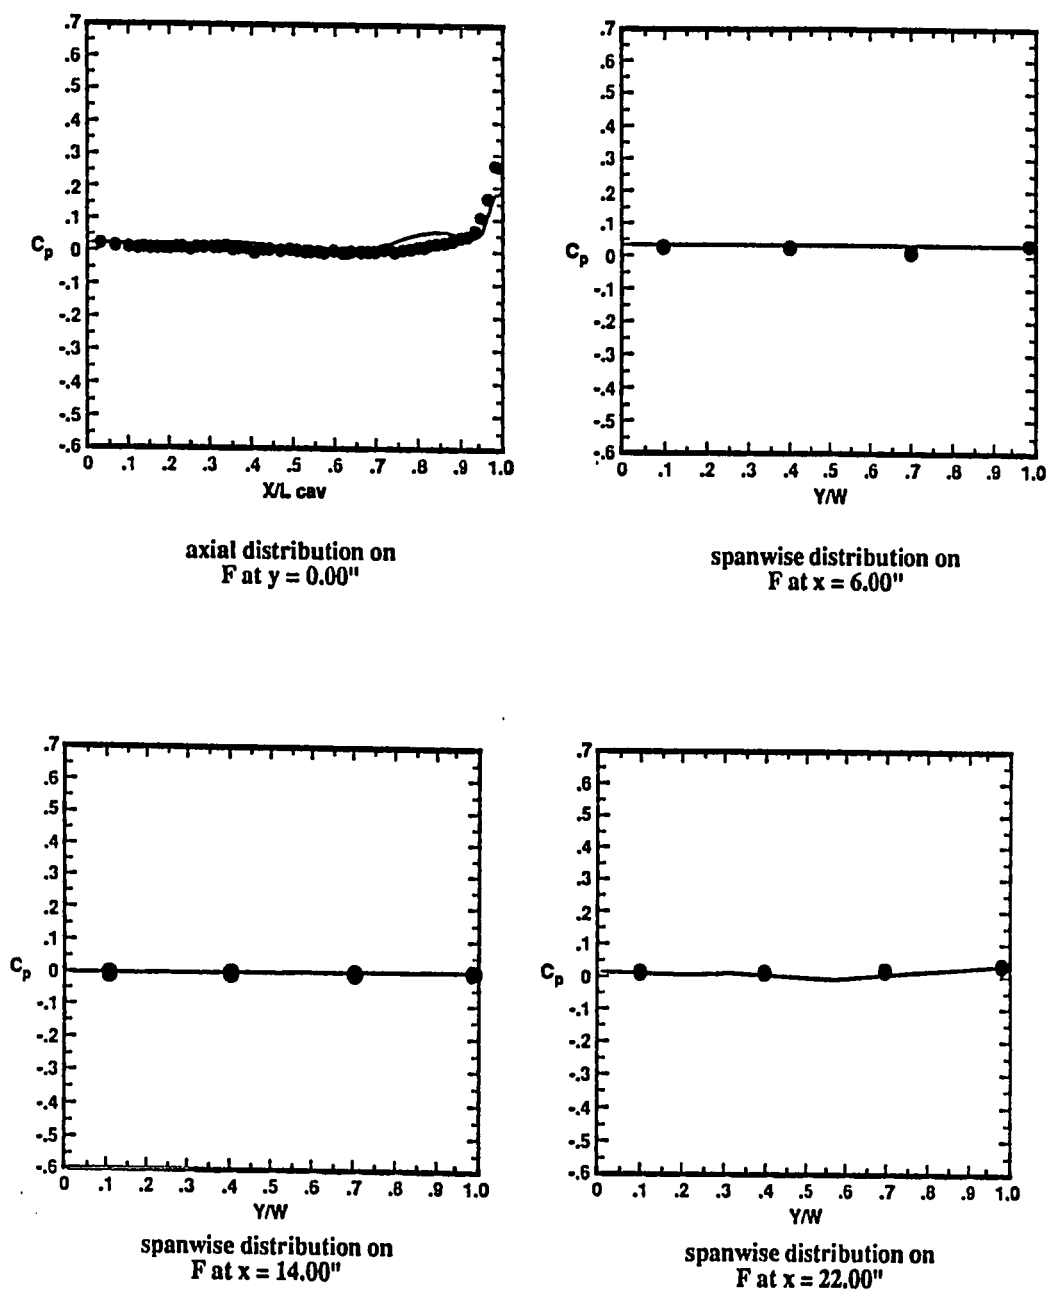 .7
.6
.5
.4
.3
.2
.1
Cp 0
-.1
-.2
-.3
-.4
-.5
-.6
0 .1 .2 .3 .4 .5 .6 .7 .8 .9 1.0
X/L cav
axial distribution on
F at y = 0.00"
.7
.6
.5
.4
.3
.2
.1
Cp 0
-.1
-.2
-.3
-.4
-.5
-.6
0 .1 .2 .3 .4 .5 .6 .7 .8 .9 1.0
Y/W
spanwise distribution on
F at x = 6.00"
.7
.6
.5
.4
.3
.2
.1
Cp 0
-.1
-.2
-.3
-.4
-.5
-.6
0 .1 .2 .3 .4 .5 .6 .7 .8 .9 1.0
Y/W
spanwise distribution on
F at x = 14.00"
.7
.6
.5
.4
.3
.2
.1
Cp 0
-.1
-.2
-.3
-.4
-.5
-.6
0 .1 .2 .3 .4 .5 .6 .7 .8 .9 1.0
Y/W
spanwise distribution on
F at x = 22.00"